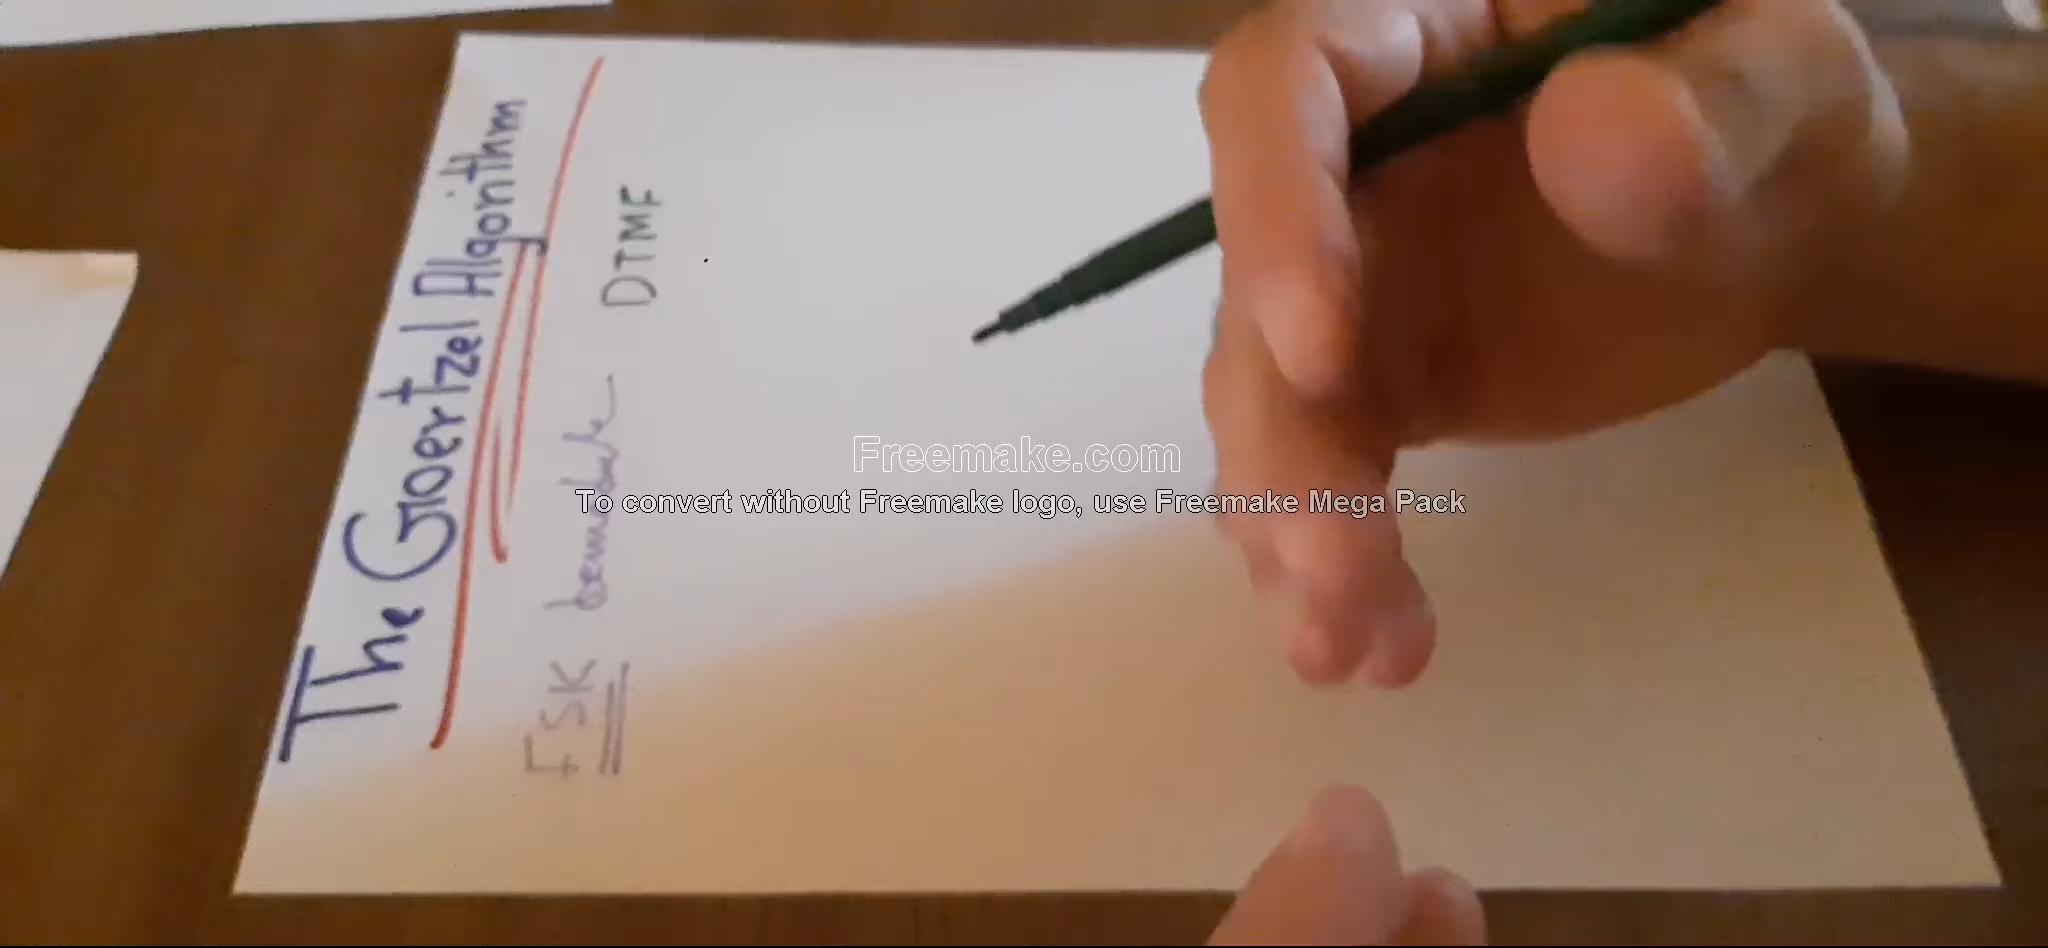 The Goertzel Algorithm
FSK
DTMF
Freemake.com
To convert without Freemake logo, use Freemake Mega Pack